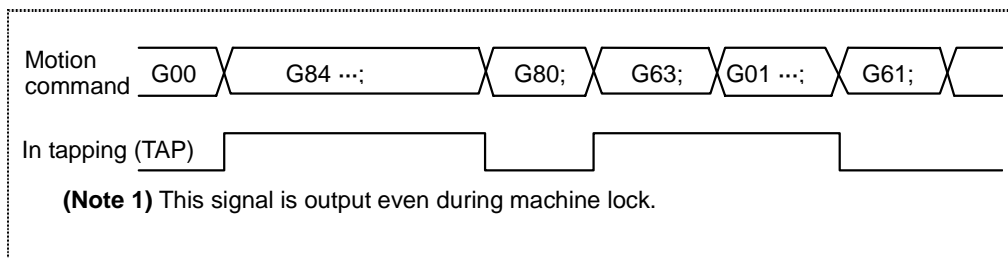 Motion
command G00 G84 ···; G80; G63; G01 ···; G61;
In tapping (TAP)
(Note 1) This signal is output even during machine lock.